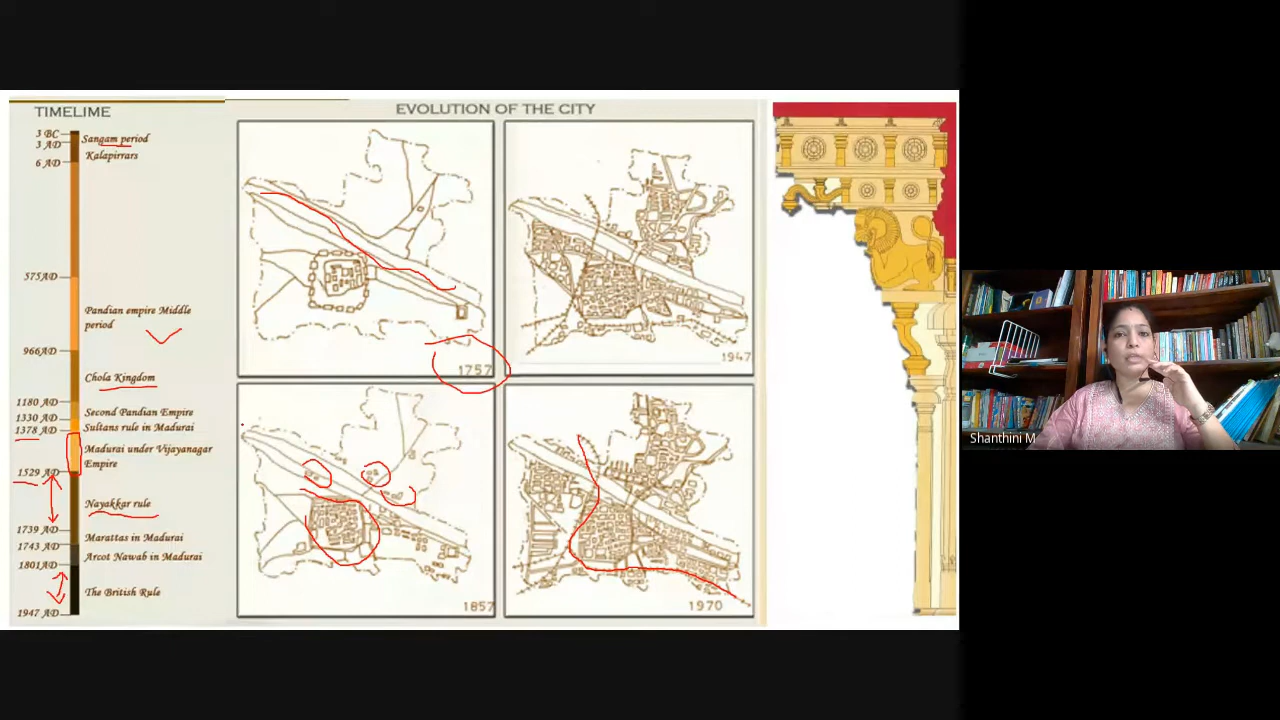 TIMELIME
EVOLUTION OF THE CITY
3 BC
3 AD
6 AD
Sangam period
Kalapirrars
575AD
Pandian empire Middle
period
966AD
Chola Kingdom
1180 AD
1330 AD
1378 AD
Second Pandian Empire
Sultans rule in Madurai
Madurai under Vijayanagar
Empire
1529 AD
Nayakkar rule
1739 AD
1743 AD
1801AD
Marattas in Madurai
Arcot Nawab in Madurai
The British Rule
1947 AD
1757
1947
1857
1970
Shanthini M